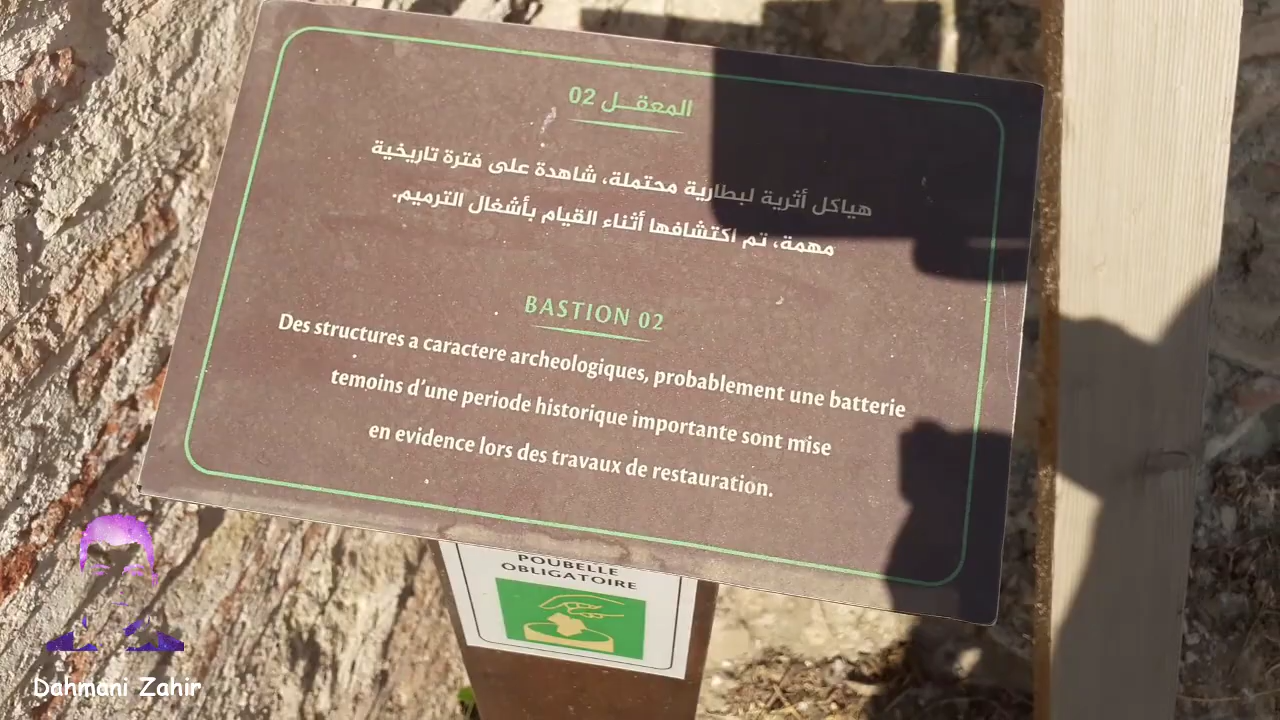 المعقل 02
هياكل أثرية لبطارية محتملة، شاهدة على فترة تاريخية
مهمة، تم اكتشافها أثناء القيام بأشغال الترميم.
BASTION 02
Des structures a caractere archeologiques, probablement une batterie
temoins d’une periode historique importante sont mise
en evidence lors des travaux de restauration.
POUBELLE
OBLIGATOIRE
Dahmani Zahir